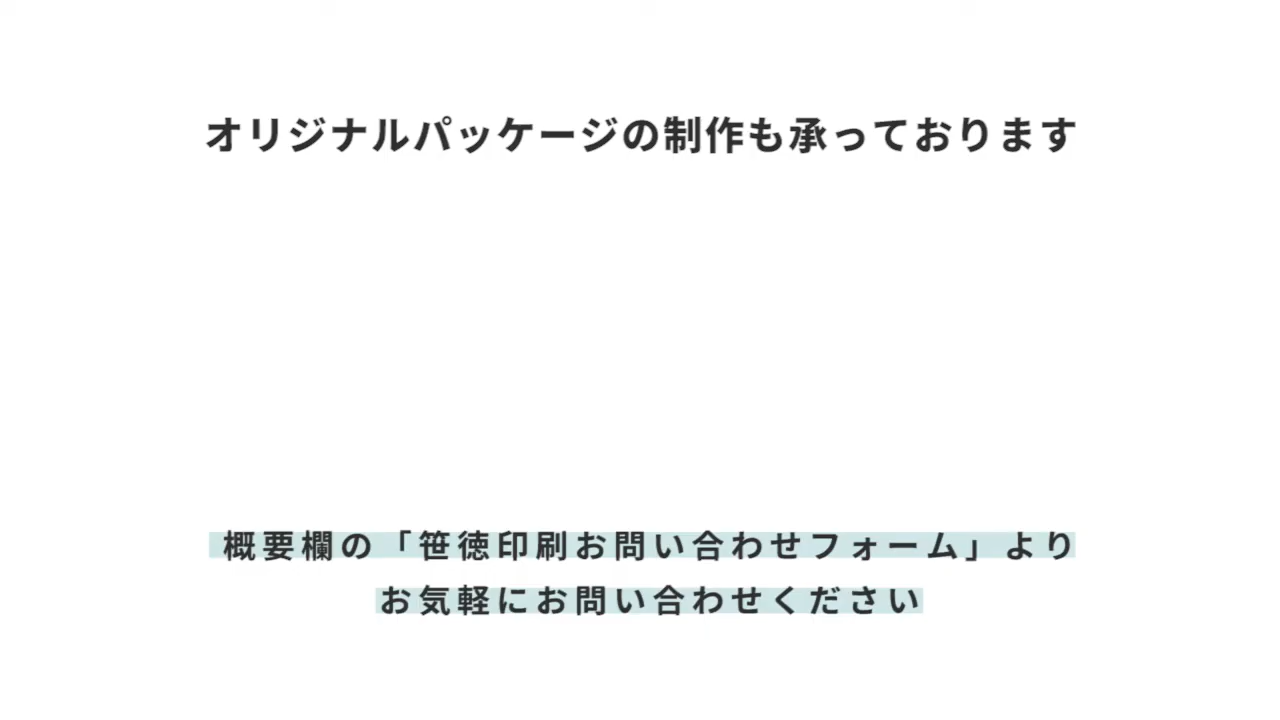 オリジナルパッケージの制作も承っております
概要欄の「笹徳印刷お問い合わせフォーム」より
お気軽にお問い合わせください